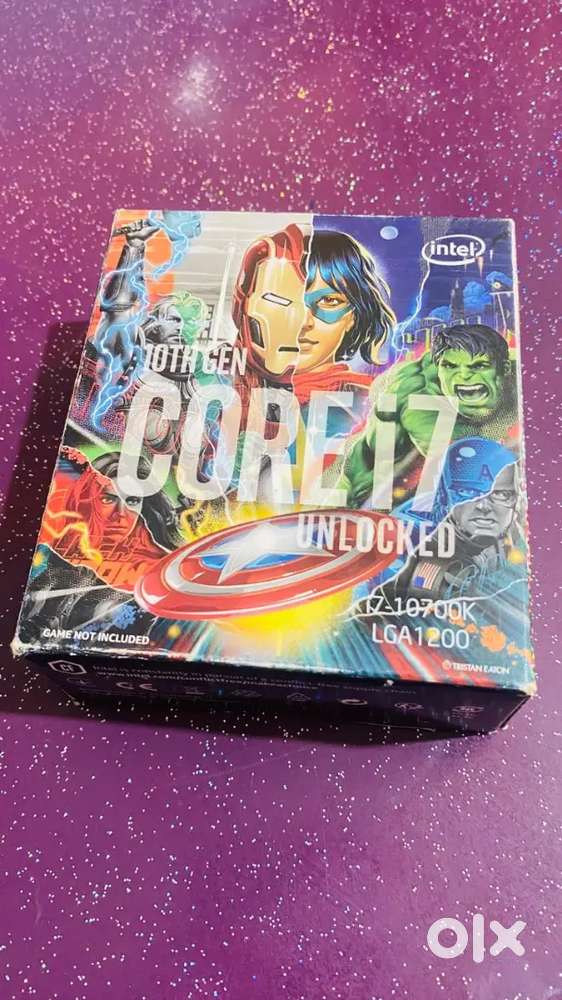 intel
10TH GEN
CORE i7
UNLOCKED
i7-10700K
LGA1200
GAME NOT INCLUDED
© TRISTAN EATON
olx